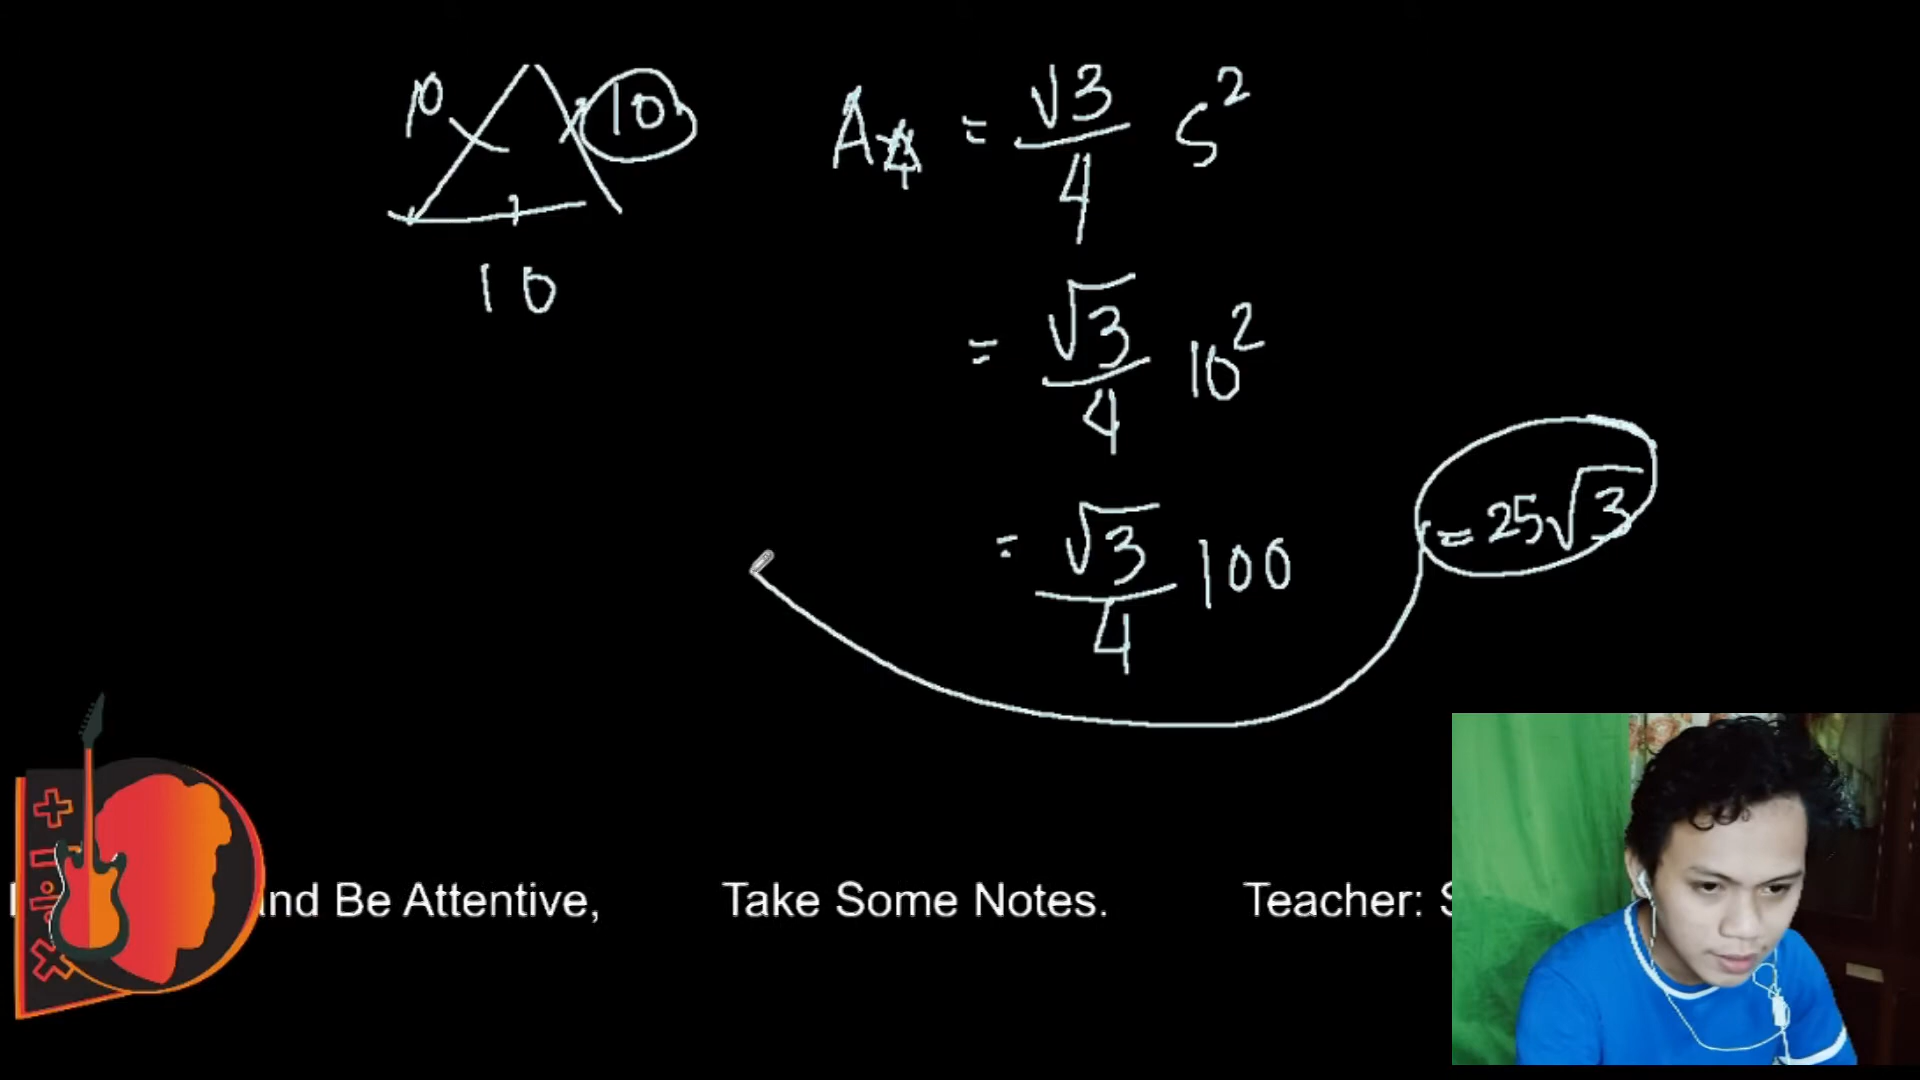 10
10
10
A△ = √3/4 s²
= √3/4 10²
= √3/4 100
= 25√3
nd Be Attentive, Take Some Notes. Teacher: